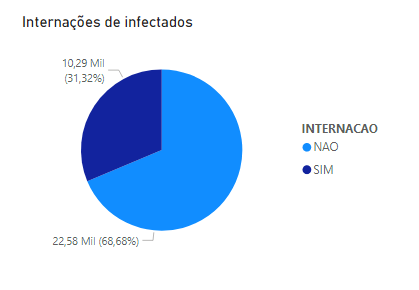 Internações de infectados
10,29 Mil
(31,32%)
INTERNACAO
NAO
SIM
22,58 Mil (68,68%)